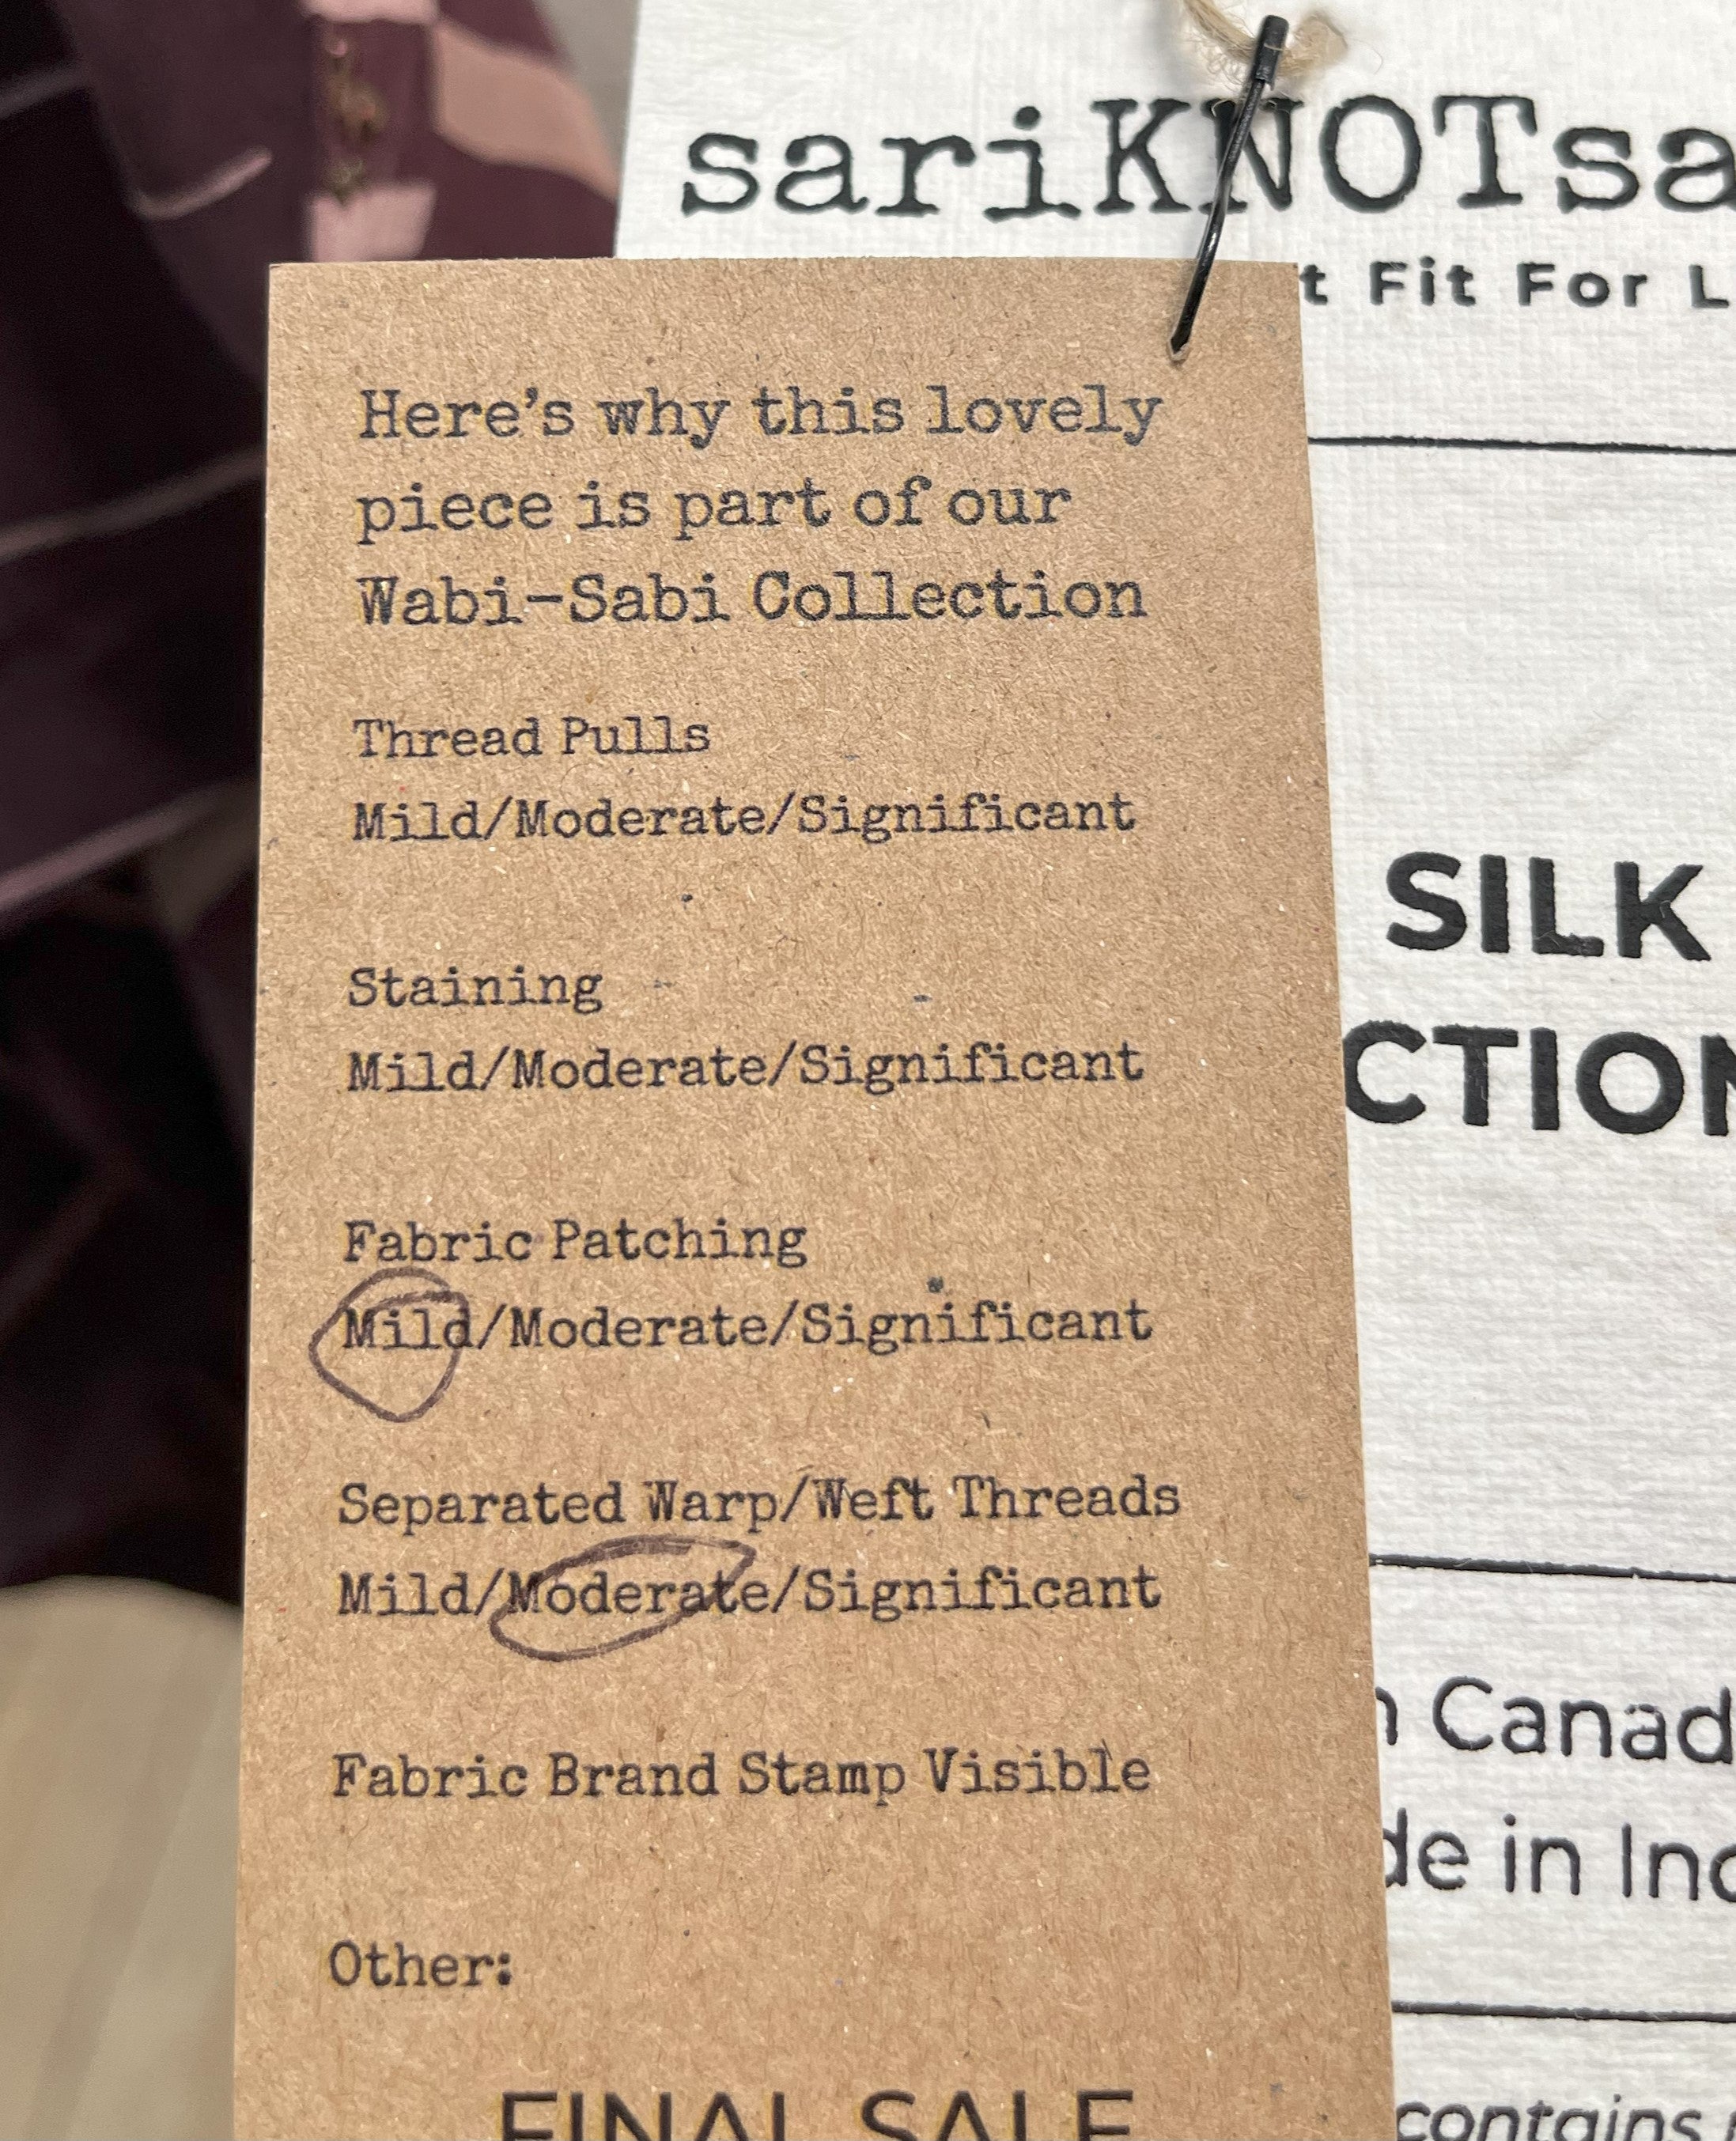 sariKNOTsa
t Fit For L
Here's why this lovely
piece is part of our
Wabi-Sabi Collection
Thread Pulls
Mild/Moderate/Significant
Staining
Mild/Moderate/Significant
Fabric Patching
Mild/Moderate/Significant
Separated Warp/Weft Threads
Mild/Moderate/Significant
Fabric Brand Stamp Visible
Other:
FINAL SALE
SILK
CTION
n Canad
de in Ind
contains